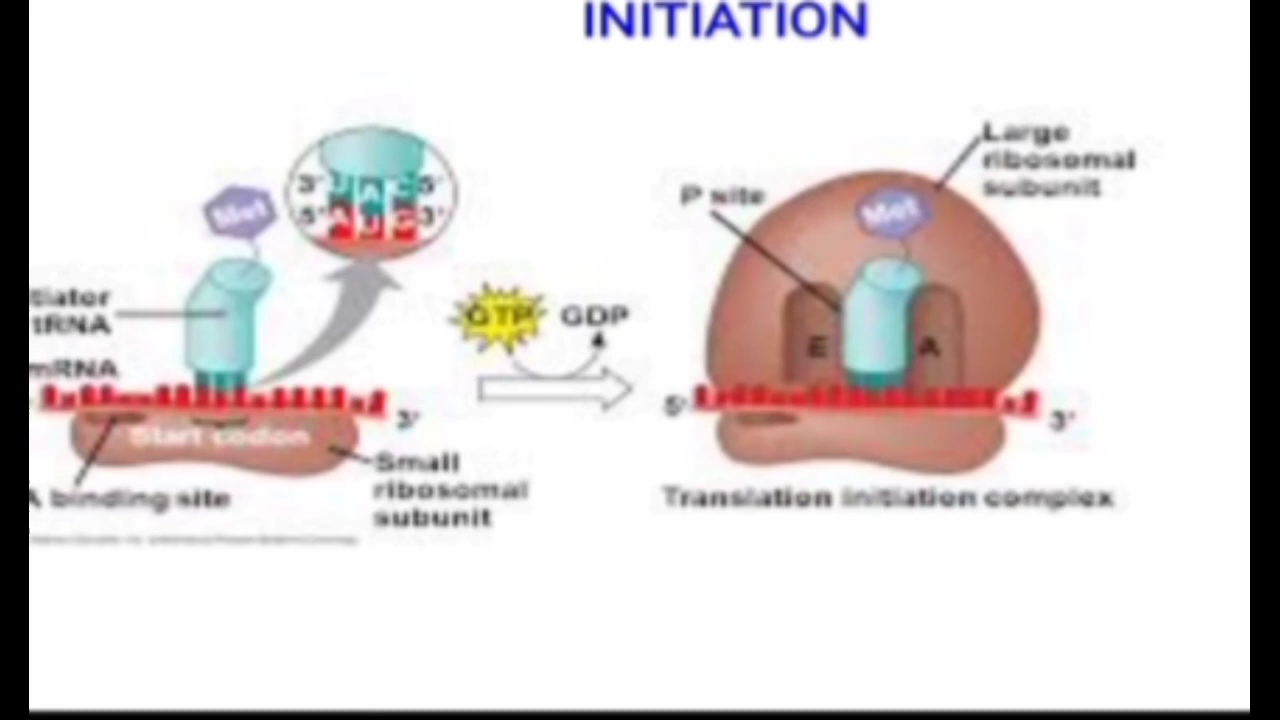 INITIATION
Large
ribosomal
subunit
P site
Met
Met
3' U A C 5'
5' A U G 3'
tiator
tRNA
mRNA
GTP GDP
E A
5'
3'
3'
Start codon
Small
ribosomal
subunit
A binding site
Translation initiation complex